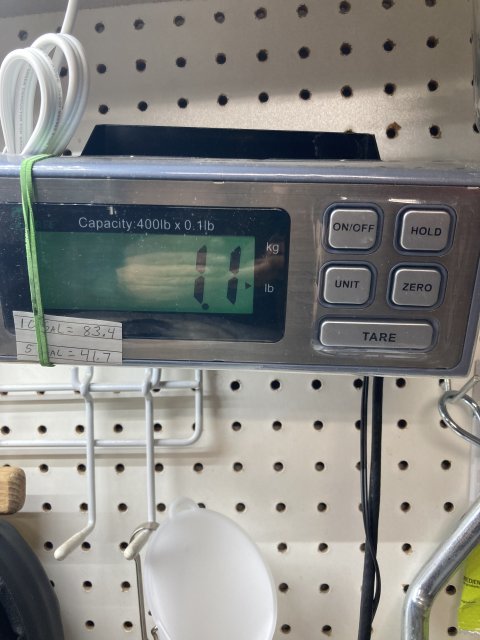 Capacity:400lb x 0.1lb
kg
1.1
lb
ON/OFF
HOLD
UNIT
ZERO
TARE
10 GAL = 83.4
5 GAL = 41.7